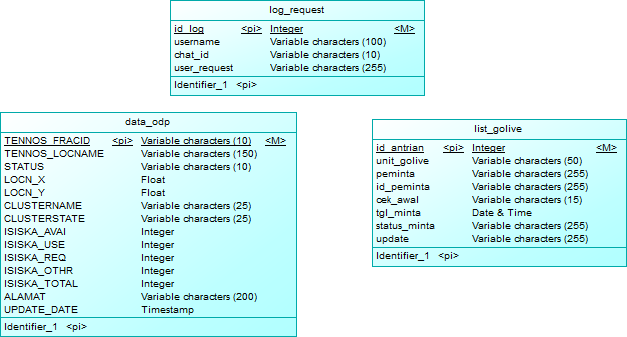 log_request
id_log <pi> Integer <M>
username Variable characters (100)
chat_id Variable characters (10)
user_request Variable characters (255)
Identifier_1 <pi>
data_odp
TENNOS_FRACID <pi> Variable characters (10) <M>
TENNOS_LOCNAME Variable characters (150)
STATUS Variable characters (10)
LOCN_X Float
LOCN_Y Float
CLUSTERNAME Variable characters (25)
CLUSTERSTATE Variable characters (25)
ISISKA_AVAI Integer
ISISKA_USE Integer
ISISKA_REQ Integer
ISISKA_OTHR Integer
ISISKA_TOTAL Integer
ALAMAT Variable characters (200)
UPDATE_DATE Timestamp
Identifier_1 <pi>
list_golive
id_antrian <pi> Integer <M>
unit_golive Variable characters (50)
peminta Variable characters (255)
id_peminta Variable characters (255)
cek_awal Variable characters (15)
tgl_minta Date & Time
status_minta Variable characters (255)
update Variable characters (255)
Identifier_1 <pi>